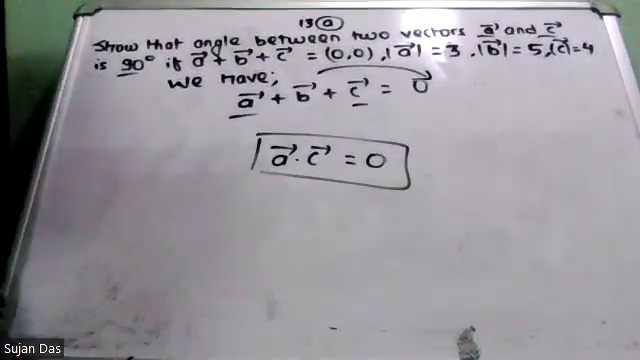 13 (a)
Show that angle between two vectors a⃗ and c⃗
is 90° if a⃗ + b⃗ + c⃗ = (0,0), |a⃗| = 3, |b⃗| = 5, |c⃗| = 4
We have;
a⃗ + b⃗ + c⃗ = 0⃗
a⃗ . c⃗ = 0
Sujan Das